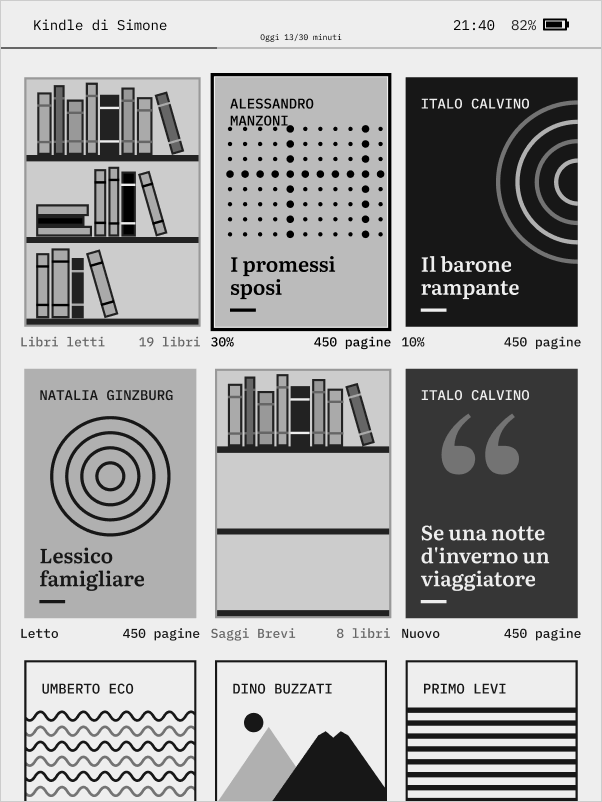 Kindle di Simone
Oggi 13/30 minuti
21:40 82%
ALESSANDRO
MANZONI
I promessi
sposi
ITALO CALVINO
Il barone
rampante
Libri letti 19 libri
30% 450 pagine
10% 450 pagine
NATALIA GINZBURG
Lessico
famigliare
ITALO CALVINO
“
Se una notte
d'inverno un
viaggiatore
Letto 450 pagine
Saggi Brevi 8 libri
Nuovo 450 pagine
UMBERTO ECO
DINO BUZZATI
PRIMO LEVI